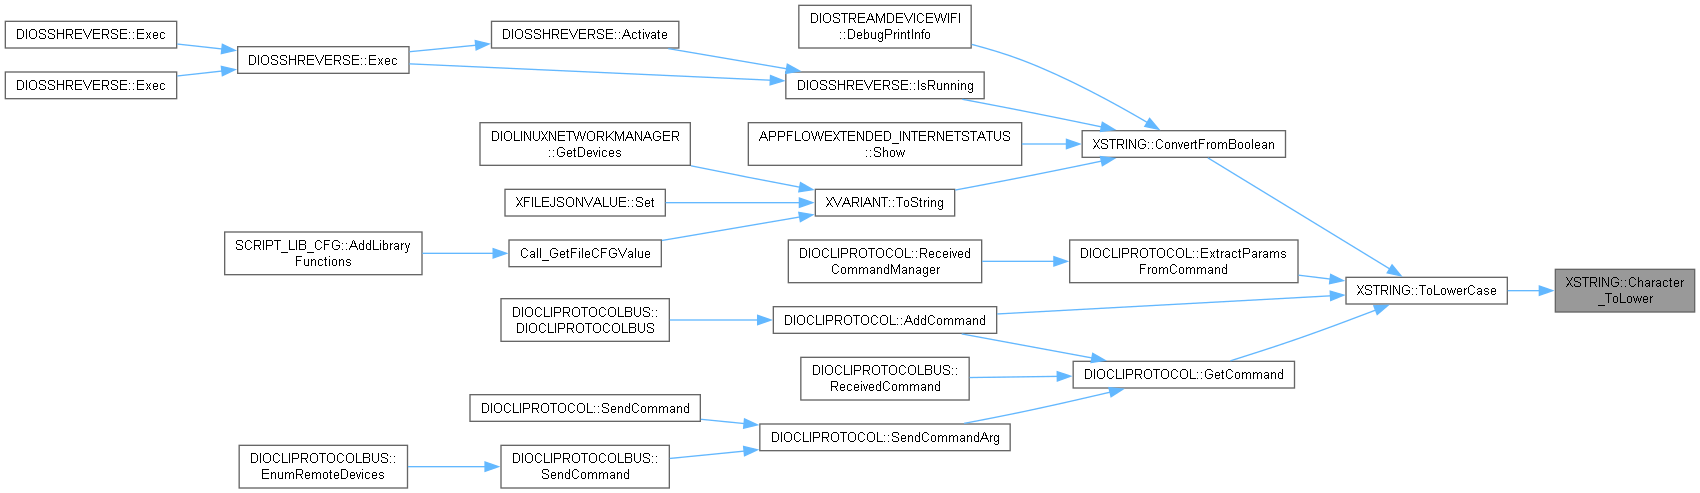 DIOSSHREVERSE::Exec
DIOSSHREVERSE::Exec
DIOSSHREVERSE::Exec
DIOSSHREVERSE::Activate
DIOSTREAMDEVICEWIFI
::DebugPrintInfo
DIOSSHREVERSE::IsRunning
DIOLINUXNETWORKMANAGER
::GetDevices
APPFLOWEXTENDED_INTERNETSTATUS
::Show
XSTRING::ConvertFromBoolean
XFILEJSONVALUE::Set
XVARIANT::ToString
SCRIPT_LIB_CFG::AddLibrary
Functions
Call_GetFileCFGValue
DIOCLIPROTOCOL::Received
CommandManager
DIOCLIPROTOCOL::ExtractParams
FromCommand
XSTRING::ToLowerCase
XSTRING::Character
_ToLower
DIOCLIPROTOCOLBUS::
DIOCLIPROTOCOLBUS
DIOCLIPROTOCOL::AddCommand
DIOCLIPROTOCOLBUS::
ReceivedCommand
DIOCLIPROTOCOL::GetCommand
DIOCLIPROTOCOL::SendCommand
DIOCLIPROTOCOL::SendCommandArg
DIOCLIPROTOCOLBUS::
EnumRemoteDevices
DIOCLIPROTOCOLBUS::
SendCommand